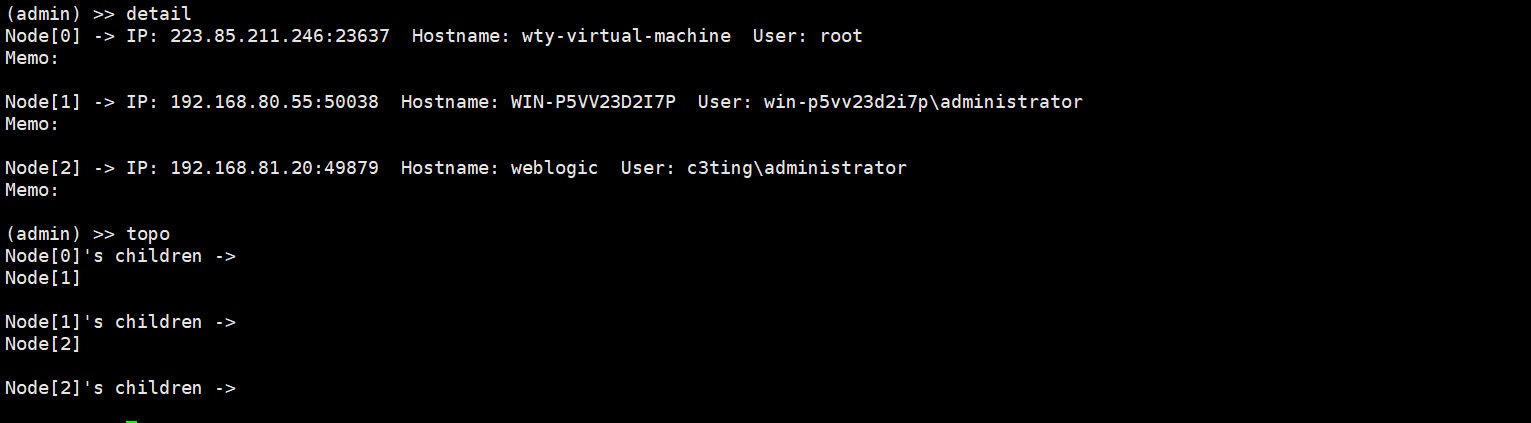 (admin) >> detail
Node[0] -> IP: 223.85.211.246:23637  Hostname: wty-virtual-machine  User: root
Memo:
Node[1] -> IP: 192.168.80.55:50038  Hostname: WIN-P5VV23D2I7P  User: win-p5vv23d2i7p\administrator
Memo:
Node[2] -> IP: 192.168.81.20:49879  Hostname: weblogic  User: c3ting\administrator
Memo:
(admin) >> topo
Node[0]'s children ->
Node[1]
Node[1]'s children ->
Node[2]
Node[2]'s children ->